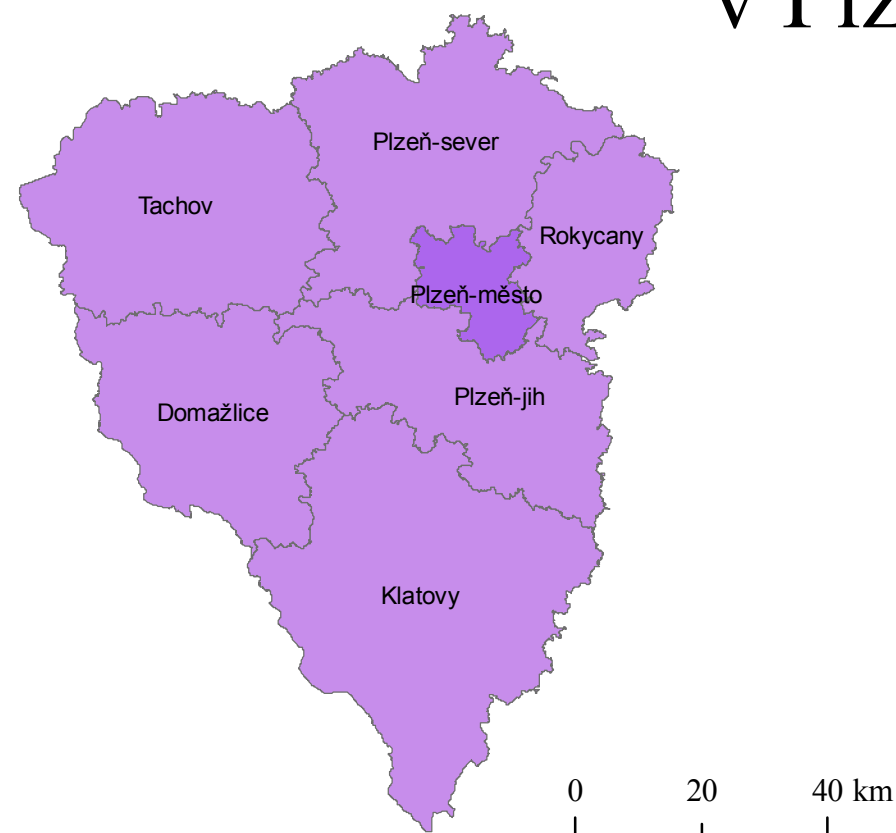 Plzeň-sever
Tachov
Rokycany
Plzeň-město
Plzeň-jih
Domažlice
Klatovy
0 20 40 km